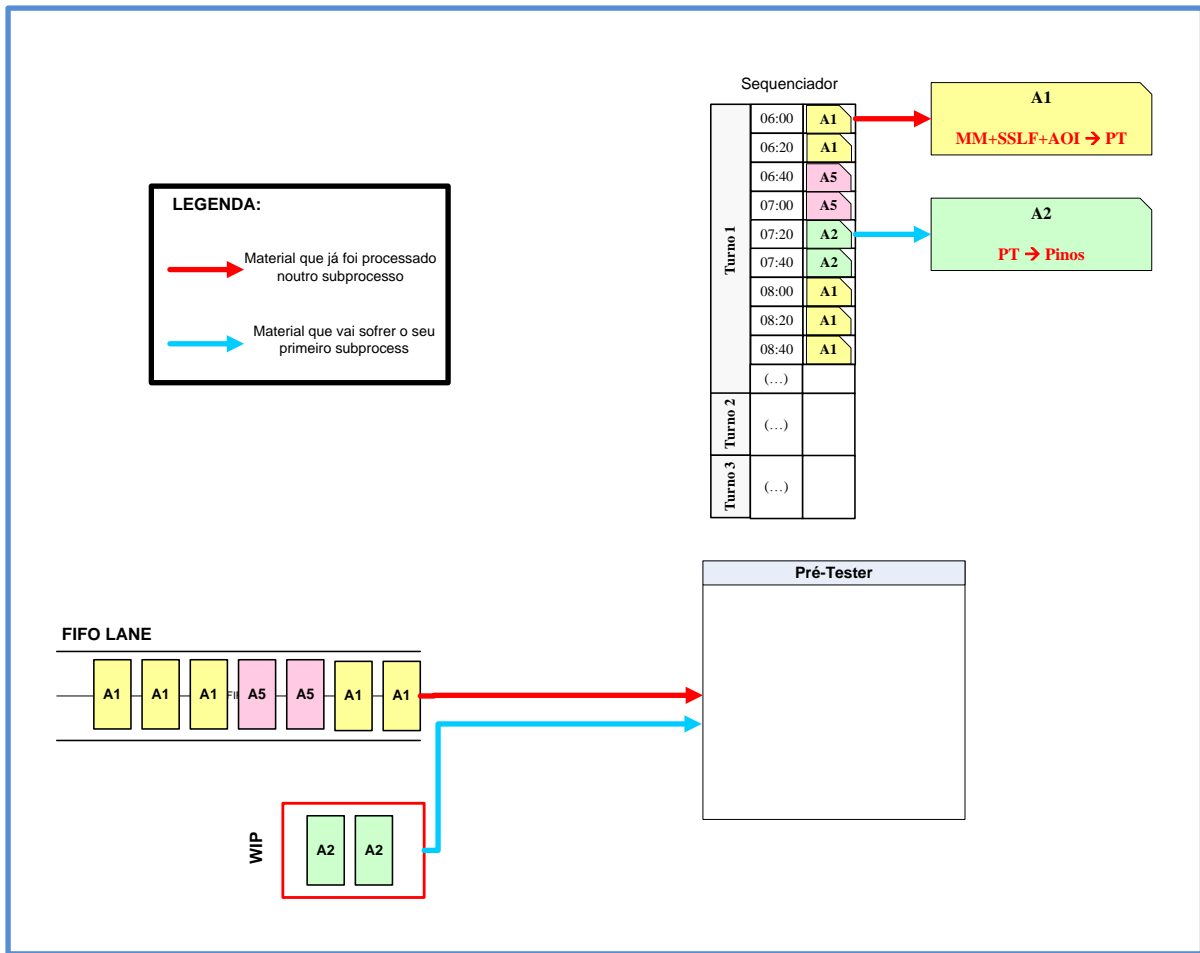 Sequenciador
Turno 1
06:00 A1
06:20 A1
06:40 A5
07:00 A5
07:20 A2
07:40 A2
08:00 A1
08:20 A1
08:40 A1
(…)
Turno 2
(…)
Turno 3
(…)
A1
MM+SSLF+AOI → PT
A2
PT → Pinos
LEGENDA:
Material que já foi processado
noutro subprocesso
Material que vai sofrer o seu
primeiro subprocess
Pré-Tester
FIFO LANE
A1 A1 A1 FI A5 A5 A1 A1
WIP
A2 A2